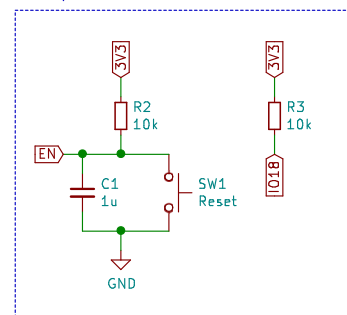 3V3
3V3
R2
10k
R3
10k
EN
IO18
C1
1u
SW1
Reset
GND